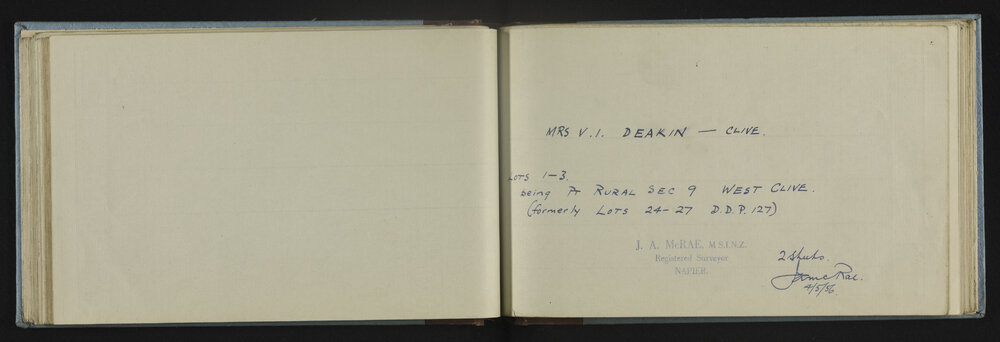 MRS V.I. DEAKIN — CLIVE.
LOTS 1-3.
being Pt RURAL SEC 9 WEST CLIVE.
(formerly LOTS 24-27 D.D.P. 127)
J. A. McRAE, M.S.I.N.Z.
Registered Surveyor
NAPIER.
2 sheets.
JAMcRae.
4/5/56.